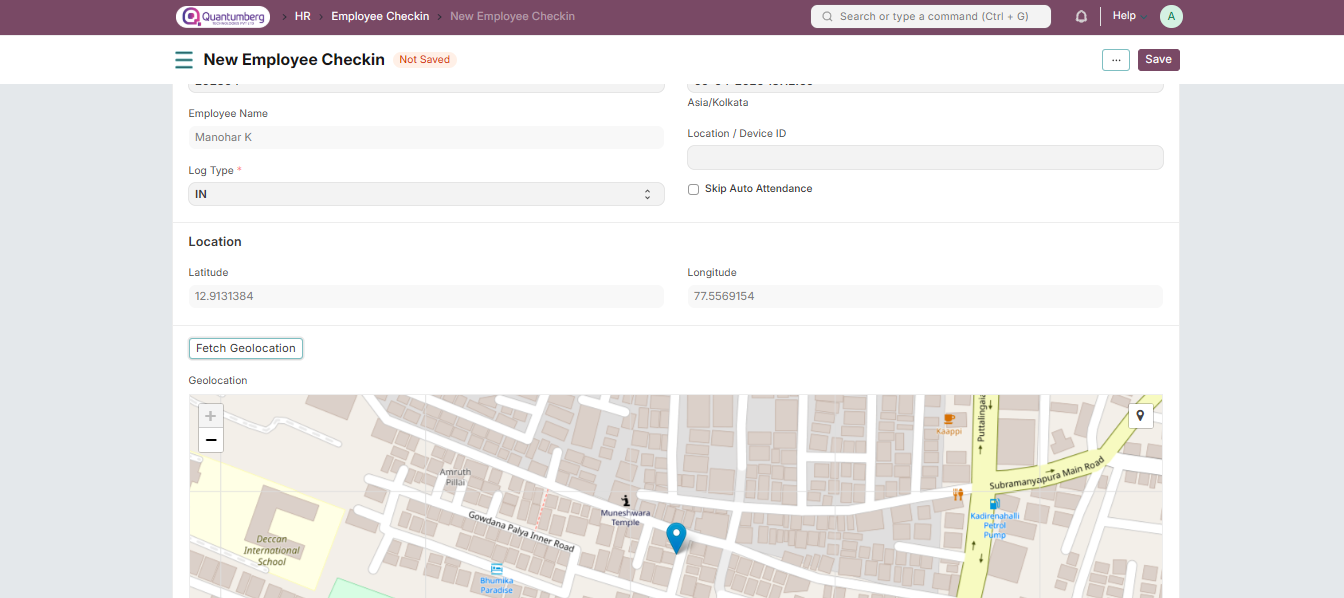 Quantumberg
TECHNOLOGIES PVT LTD
HR
Employee Checkin
New Employee Checkin
Search or type a command (Ctrl + G)
Help
A
New Employee Checkin
Not Saved
...
Save
Asia/Kolkata
Employee Name
Manohar K
Location / Device ID
Log Type *
IN
Skip Auto Attendance
Location
Latitude
Longitude
12.9131384
77.5569154
Fetch Geolocation
Geolocation
+
−
Kaappi
Subramanyapura Main Road
Amruth
Pillai
Muneshwara
Temple
Gowdana Palya Inner Road
Kadirenahalli
Petrol
Pump
Deccan
International
School
Bhumika
Paradise